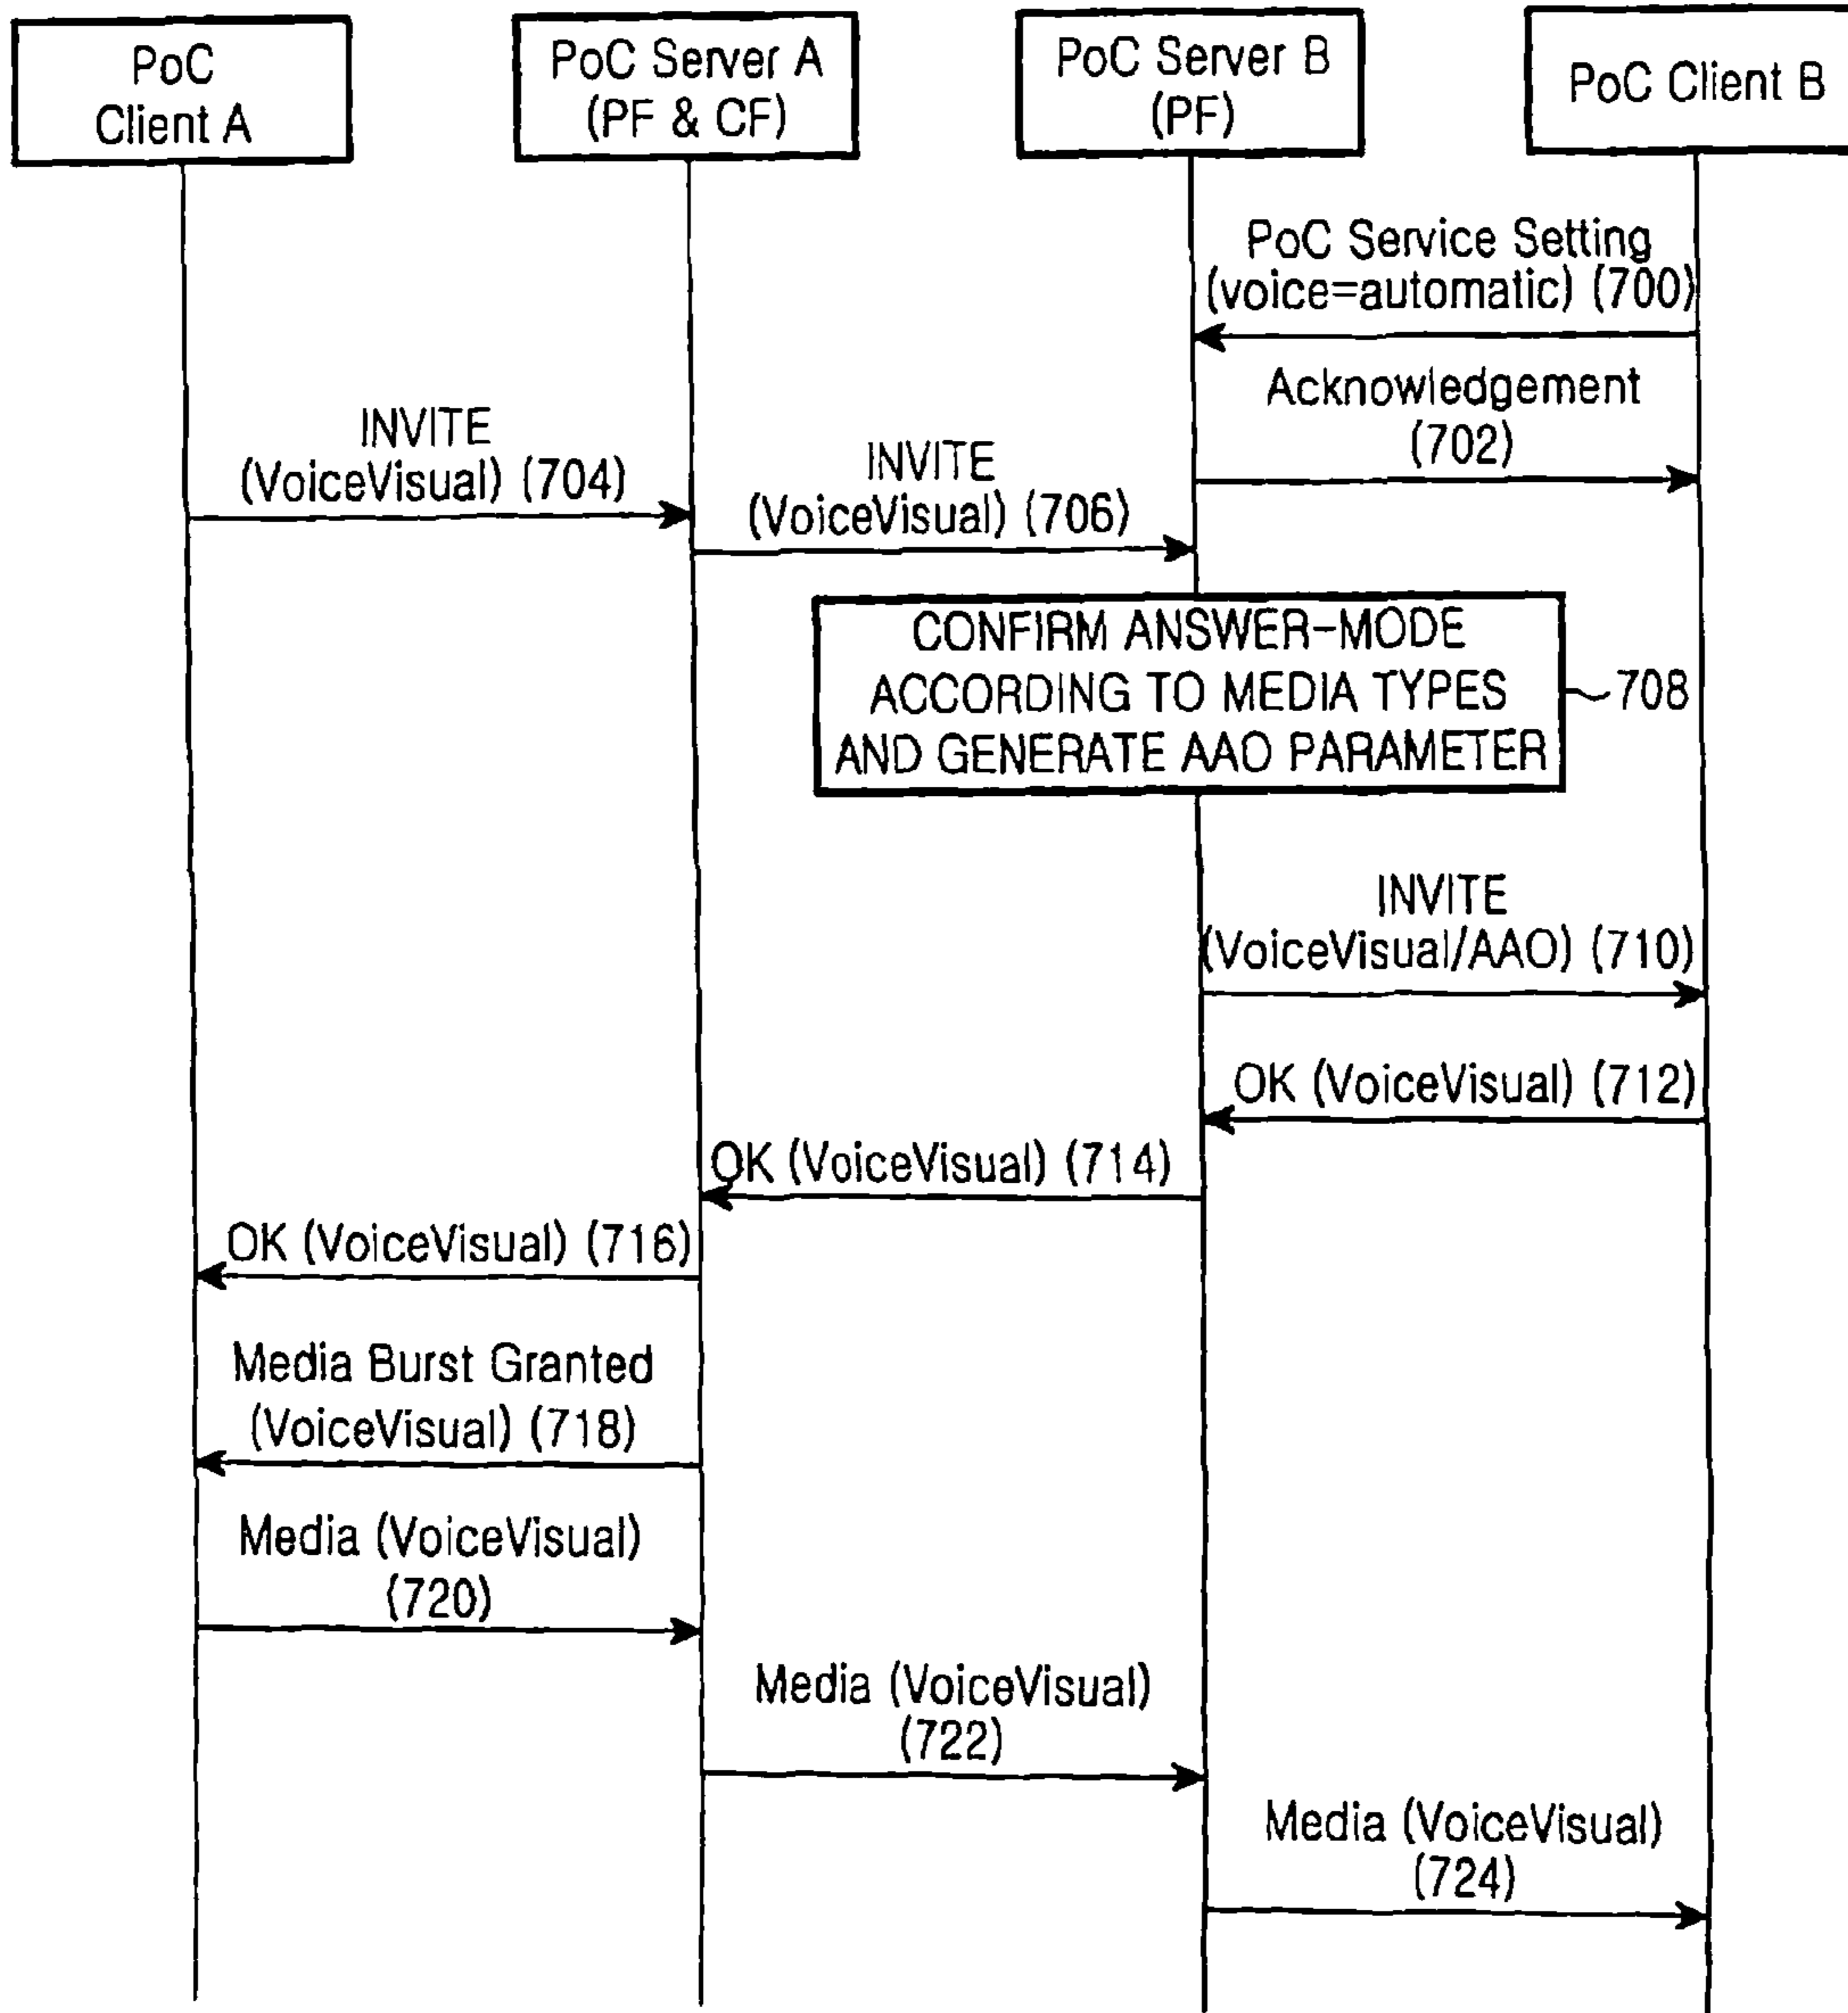 PoC
Client A
PoC Server A
(PF & CF)
PoC Server B
(PF)
PoC Client B
PoC Service Setting
(voice=automatic) (700)
Acknowledgement
(702)
INVITE
(VoiceVisual) (704)
INVITE
(VoiceVisual) (706)
CONFIRM ANSWER-MODE
ACCORDING TO MEDIA TYPES
AND GENERATE AAO PARAMETER
708
INVITE
(VoiceVisual/AAO) (710)
OK (VoiceVisual) (712)
OK (VoiceVisual) (714)
OK (VoiceVisual) (716)
Media Burst Granted
(VoiceVisual) (718)
Media (VoiceVisual)
(720)
Media (VoiceVisual)
(722)
Media (VoiceVisual)
(724)